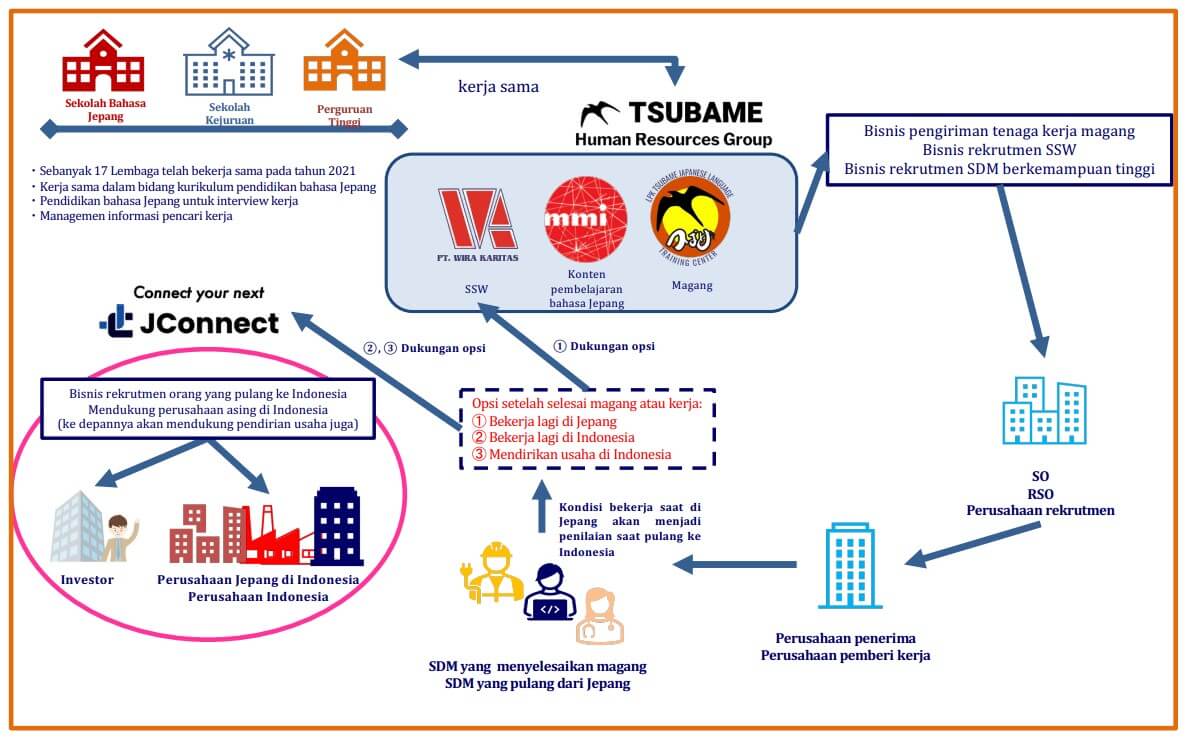 Sekolah Bahasa
Jepang
Sekolah
Kejuruan
Perguruan
Tinggi
kerja sama
TSUBAME
Human Resources Group
Bisnis pengiriman tenaga kerja magang
Bisnis rekrutmen SSW
Bisnis rekrutmen SDM berkemampuan tinggi
・Sebanyak 17 Lembaga telah bekerja sama pada tahun 2021
・Kerja sama dalam bidang kurikulum pendidikan bahasa Jepang
・Pendidikan bahasa Jepang untuk interview kerja
・Managemen informasi pencari kerja
PT. WIRA KARITAS
SSW
mmi
Konten
pembelajaran
bahasa Jepang
LPK TSUBAME JAPANESE LANGUAGE
TRAINING CENTER
Magang
Connect your next
JConnect
②, ③ Dukungan opsi
① Dukungan opsi
Bisnis rekrutmen orang yang pulang ke Indonesia
Mendukung perusahaan asing di Indonesia
(ke depannya akan mendukung pendirian usaha juga)
Opsi setelah selesai magang atau kerja:
① Bekerja lagi di Jepang
② Bekerja lagi di Indonesia
③ Mendirikan usaha di Indonesia
SO
RSO
Perusahaan rekrutmen
Kondisi bekerja saat di
Jepang akan menjadi
penilaian saat pulang ke
Indonesia
Investor
Perusahaan Jepang di Indonesia
Perusahaan Indonesia
</>
Perusahaan penerima
Perusahaan pemberi kerja
SDM yang menyelesaikan magang
SDM yang pulang dari Jepang